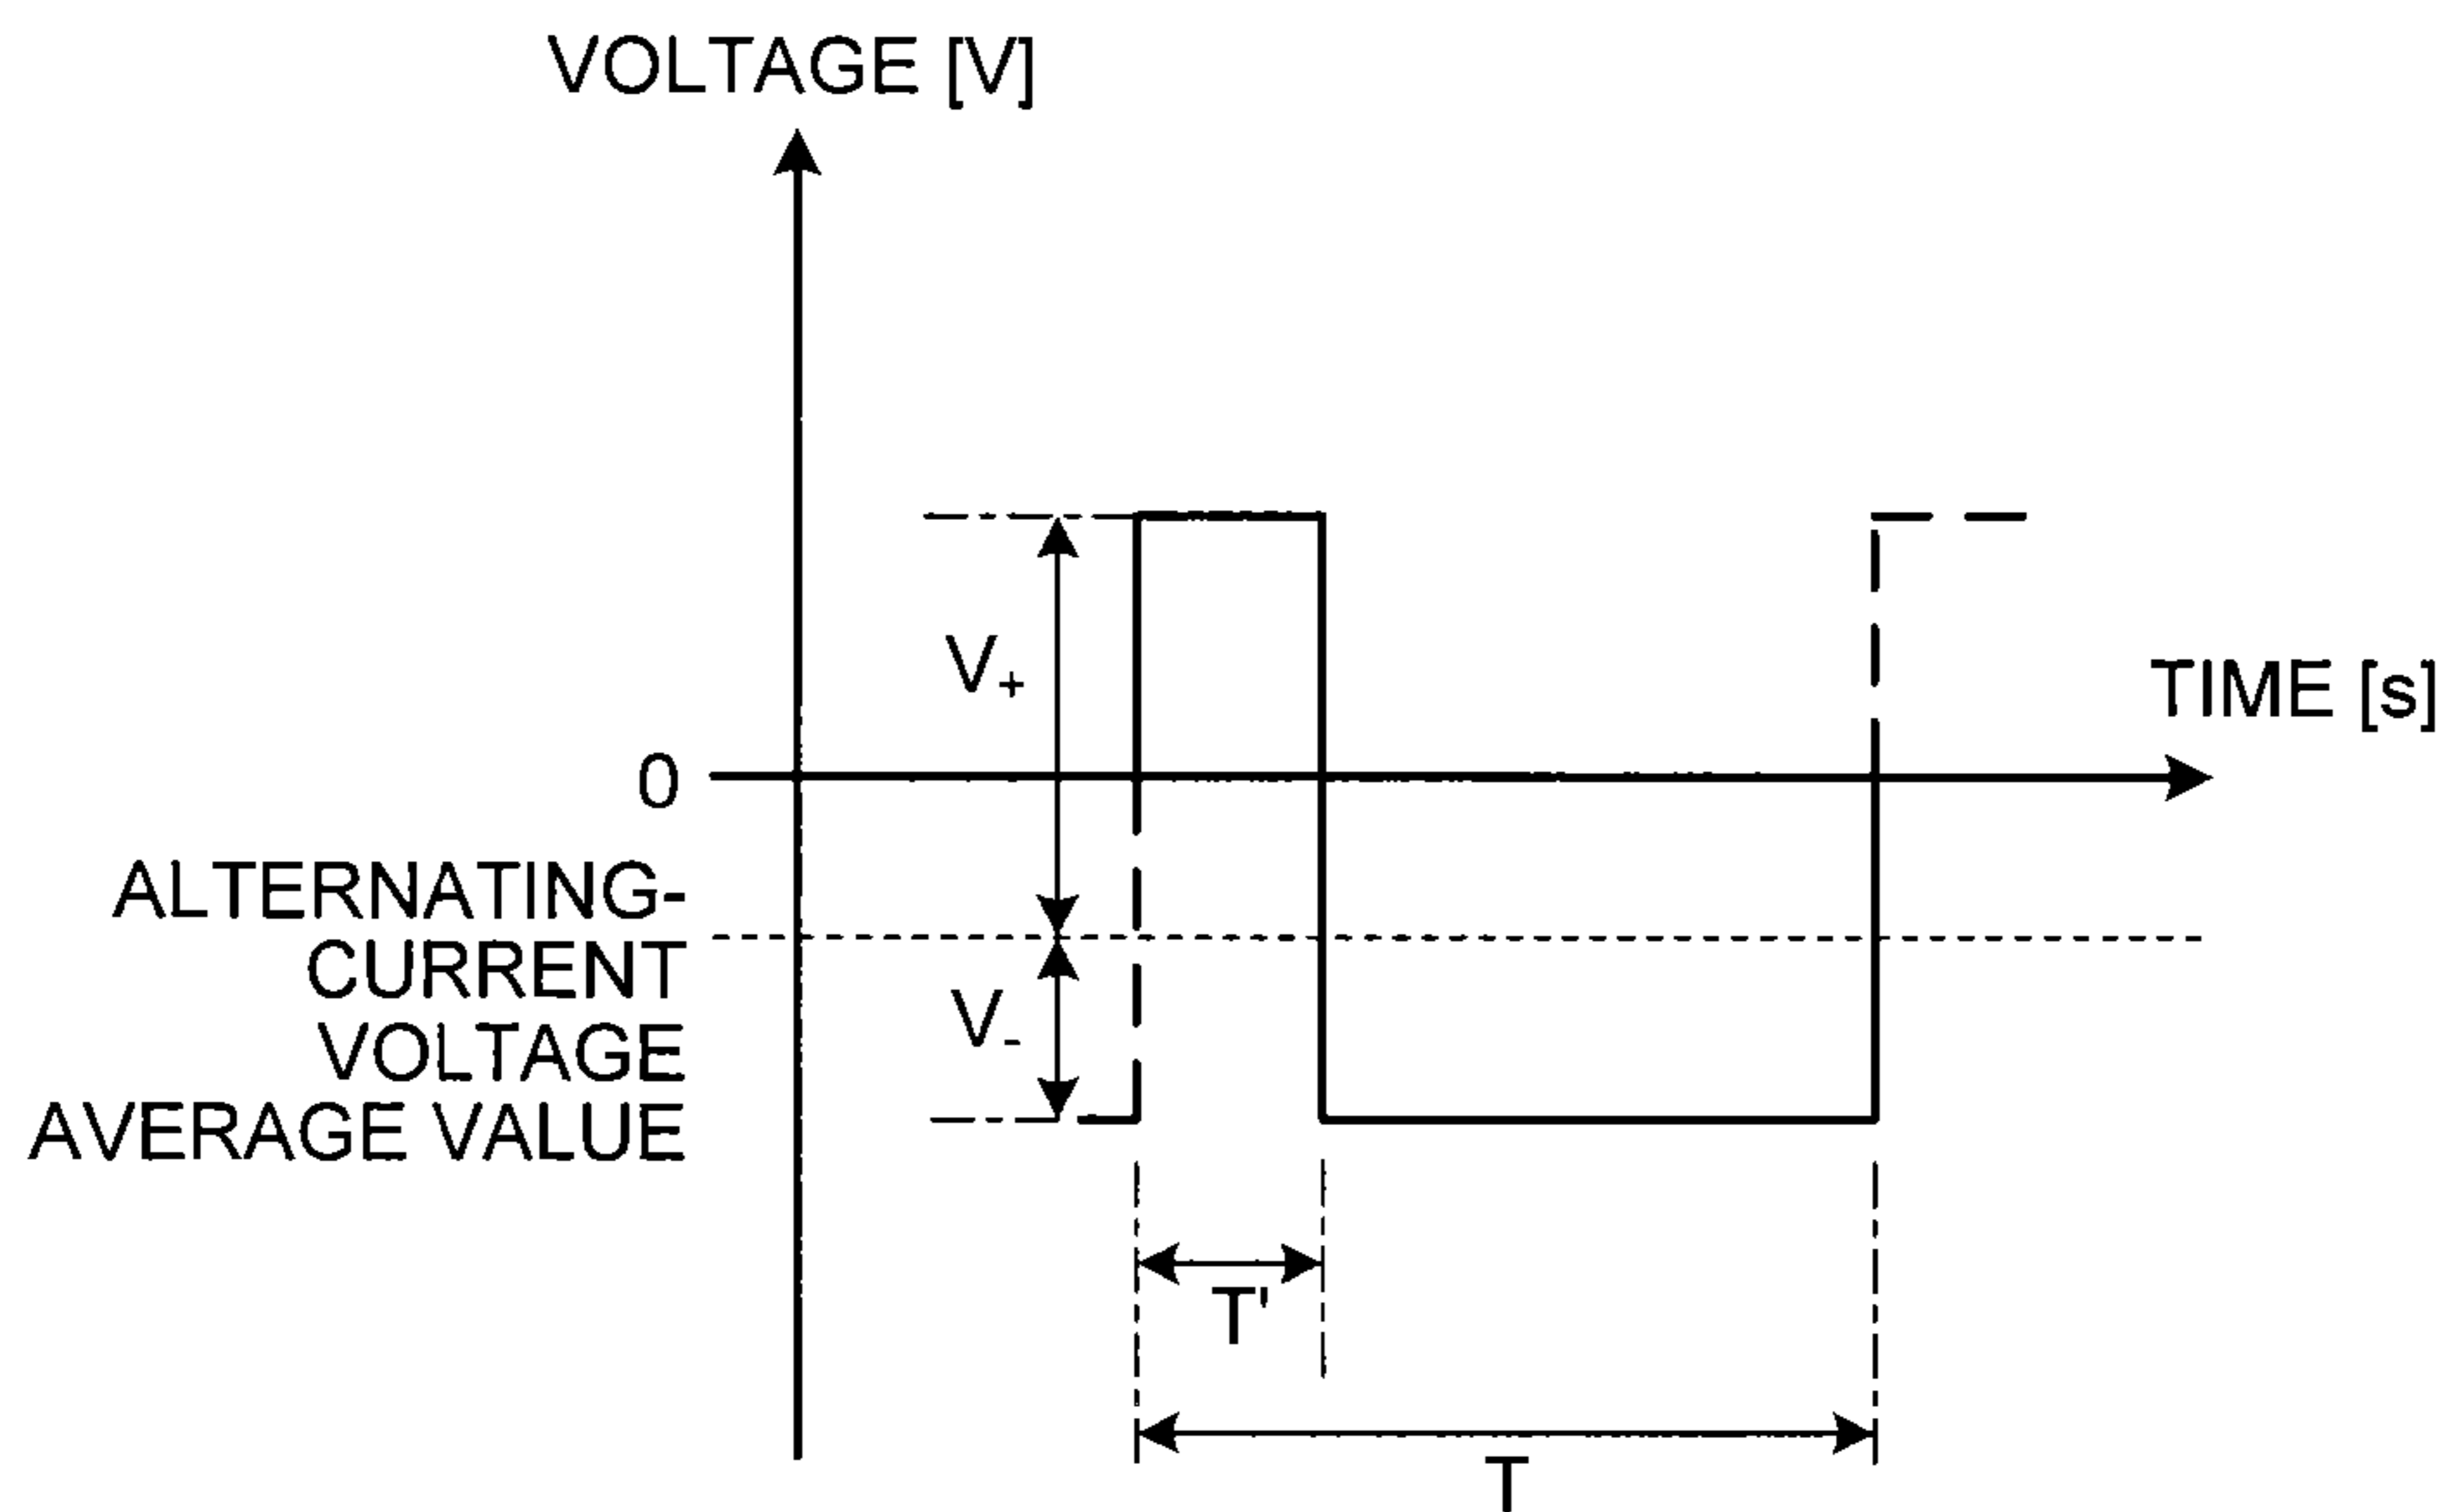 VOLTAGE [V]
V+
TIME [s]
0
ALTERNATING-
CURRENT
VOLTAGE
AVERAGE VALUE
V-
T'
T